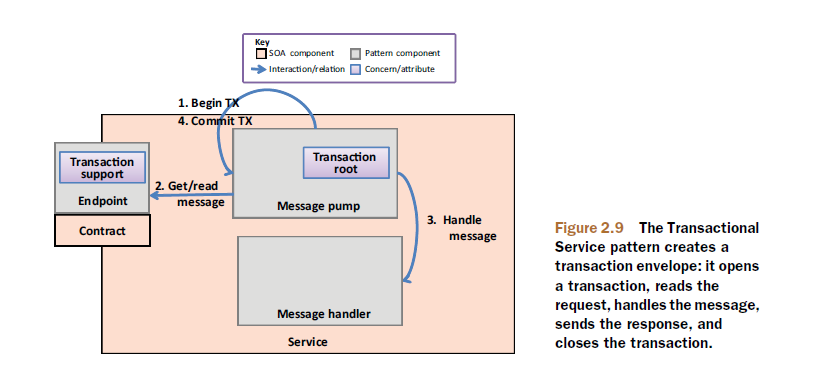 Key
SOA component
Pattern component
Interaction/relation
Concern/attribute
1. Begin TX
4. Commit TX
Transaction
support
Endpoint
Contract
2. Get/read
message
Transaction
root
Message pump
3. Handle
message
Message handler
Service
Figure 2.9 The Transactional
Service pattern creates a
transaction envelope: it opens
a transaction, reads the
request, handles the message,
sends the response, and
closes the transaction.